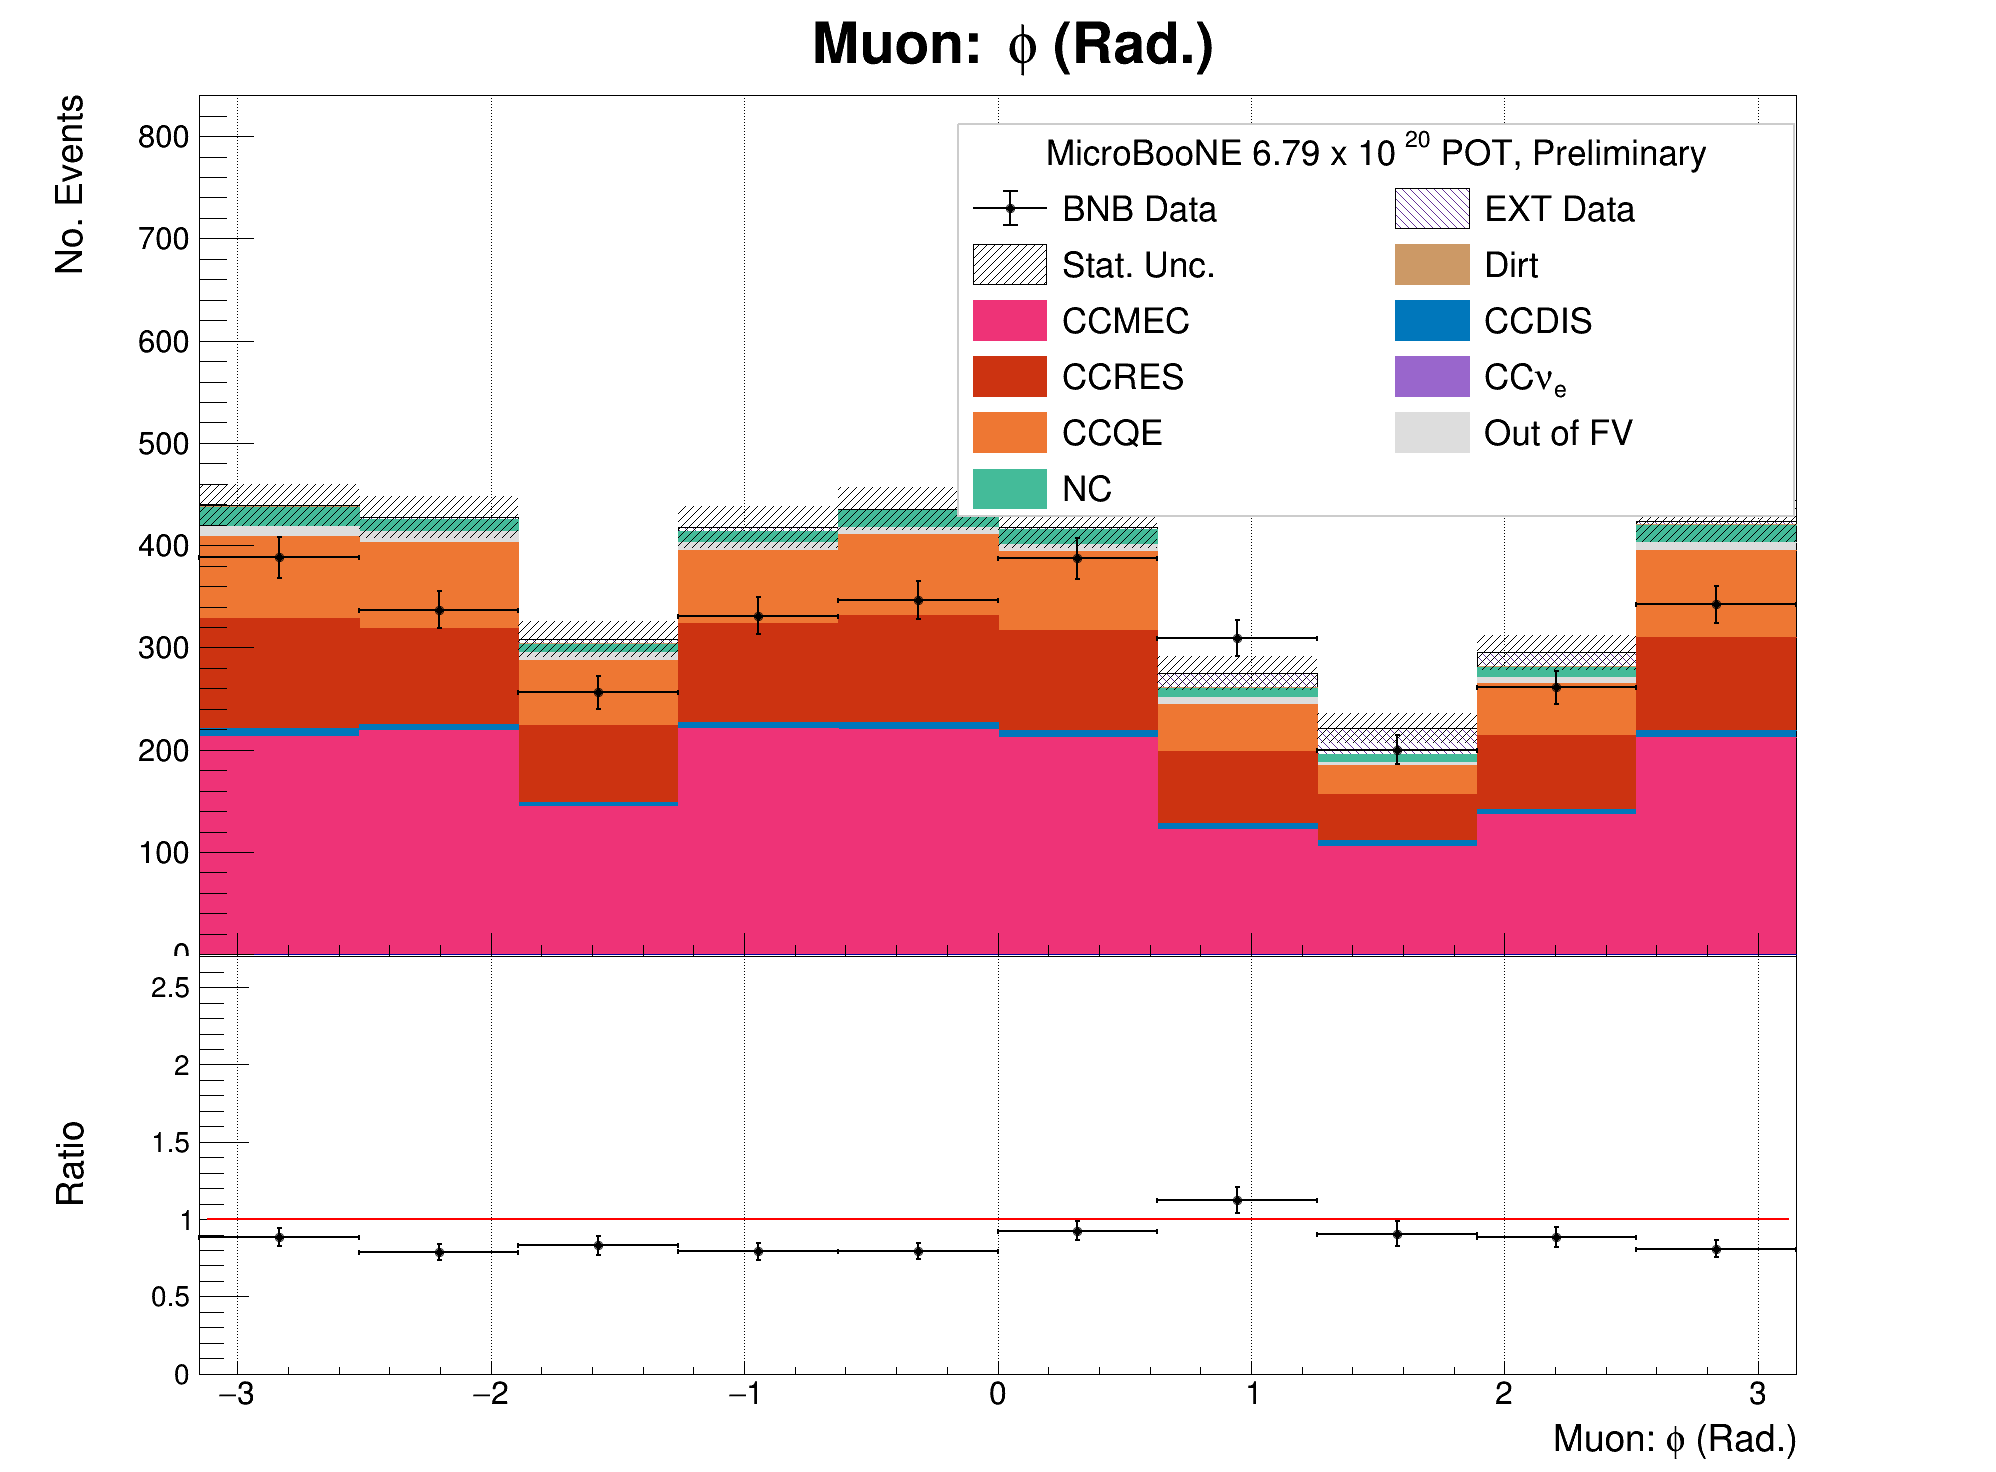 Muon: ϕ (Rad.)
No. Events
800
700
600
500
400
300
200
100
0
MicroBooNE 6.79 x 10 20 POT, Preliminary
BNB Data
EXT Data
Stat. Unc.
Dirt
CCMEC
CCDIS
CCRES
CCνe
CCQE
Out of FV
NC
Ratio
2.5
2
1.5
1
0.5
0
−3 −2 −1 0 1 2 3
Muon: ϕ (Rad.)